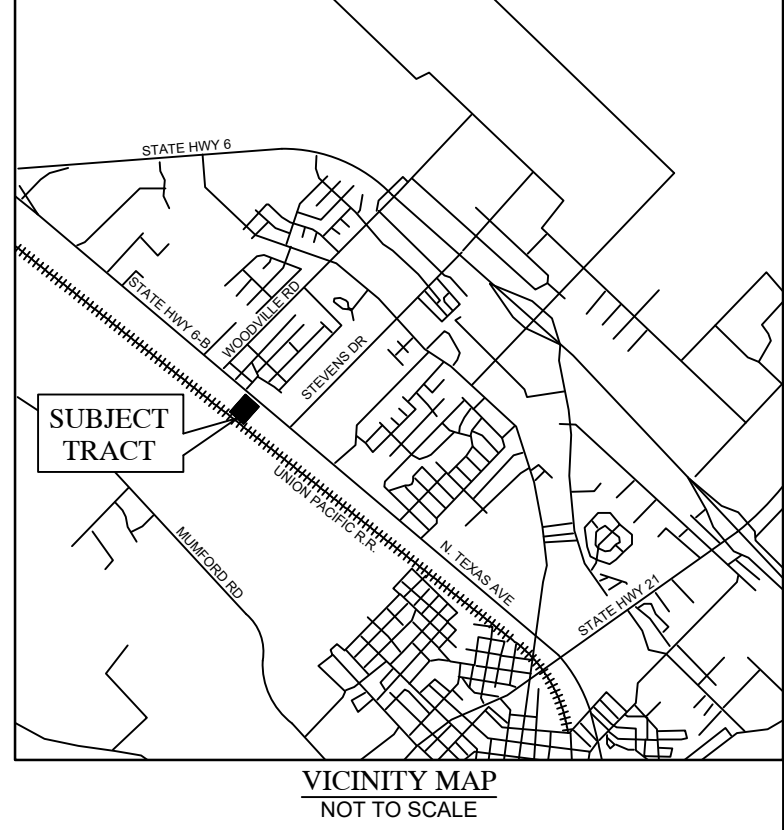 STATE HWY 6
STATE HWY 6-B
WOODVILLE RD
STEVENS DR
SUBJECT
TRACT
UNION PACIFIC R.R.
MUMFORD RD
N. TEXAS AVE
STATE HWY 21
VICINITY MAP
NOT TO SCALE